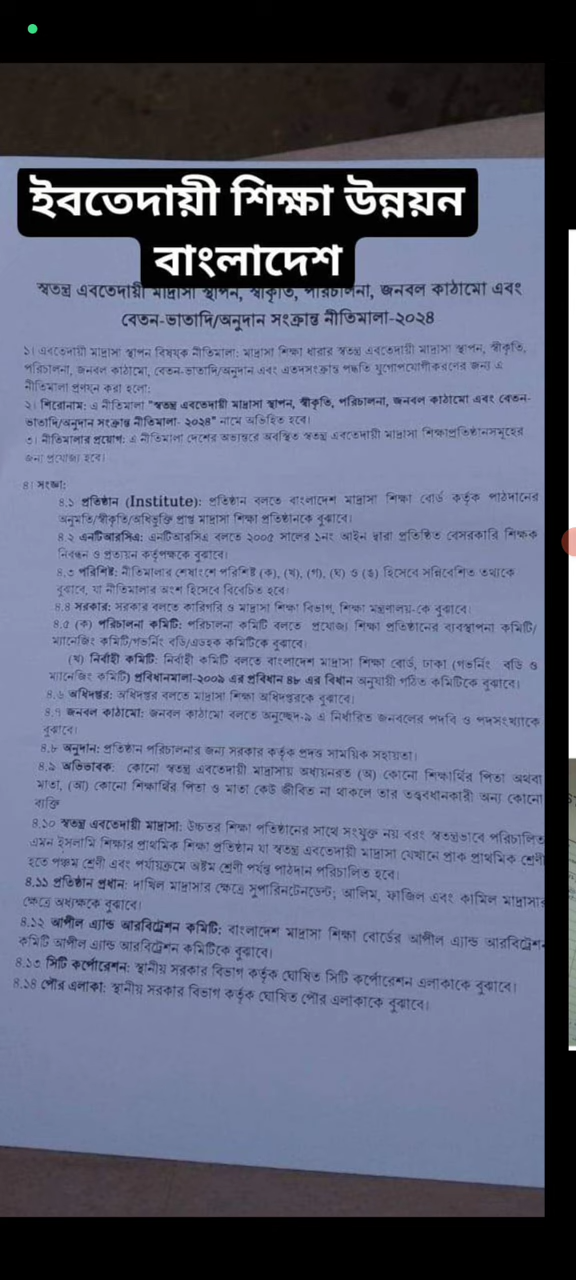 ইবতেদায়ী শিক্ষা উন্নয়ন
বাংলাদেশ
স্বতন্ত্র এবতেদায়ী মাদ্রাসা স্থাপন, স্বীকৃতি, পরিচালনা, জনবল কাঠামো এবং
বেতন-ভাতাদি/অনুদান সংক্রান্ত নীতিমালা-২০২৪
১। এবতেদায়ী মাদ্রাসা স্থাপন বিষয়ক নীতিমালা: মাদ্রাসা শিক্ষা ধারার স্বতন্ত্র এবতেদায়ী মাদ্রাসা স্থাপন, স্বীকৃতি,
পরিচালনা, জনবল কাঠামো, বেতন-ভাতাদি/অনুদান এবং এতদসংক্রান্ত পদ্ধতি যুগোপযোগীকরণের জন্য এ
নীতিমালা প্রণয়ন করা হলো:
২। শিরোনাম: এ নীতিমালা "স্বতন্ত্র এবতেদায়ী মাদ্রাসা স্থাপন, স্বীকৃতি, পরিচালনা, জনবল কাঠামো এবং বেতন-
ভাতাদি/অনুদান সংক্রান্ত নীতিমালা- ২০২৪" নামে অভিহিত হবে।
৩। নীতিমালার প্রয়োগ: এ নীতিমালা দেশের অভ্যন্তরে অবস্থিত স্বতন্ত্র এবতেদায়ী মাদ্রাসা শিক্ষাপ্রতিষ্ঠানসমূহের
জন্য প্রযোজ্য হবে।
৪। সংজ্ঞা:
৪.১ প্রতিষ্ঠান (Institute): প্রতিষ্ঠান বলতে বাংলাদেশ মাদ্রাসা শিক্ষা বোর্ড কর্তৃক পাঠদানের
অনুমতি/স্বীকৃতি/অধিভুক্তি প্রাপ্ত মাদ্রাসা শিক্ষা প্রতিষ্ঠানকে বুঝাবে।
৪.২ এনটিআরসিএ: এনটিআরসিএ বলতে ২০০৫ সালের ১নং আইন দ্বারা প্রতিষ্ঠিত বেসরকারি শিক্ষক
নিবন্ধন ও প্রত্যয়ন কর্তৃপক্ষকে বুঝাবে।
৪.৩ পরিশিষ্ট: নীতিমালার শেষাংশে পরিশিষ্ট (ক), (খ), (গ), (ঘ) ও (ঙ) হিসেবে সন্নিবেশিত তথ্যকে
বুঝাবে, যা নীতিমালার অংশ হিসেবে বিবেচিত হবে।
৪.৪ সরকার: সরকার বলতে কারিগরি ও মাদ্রাসা শিক্ষা বিভাগ, শিক্ষা মন্ত্রণালয়-কে বুঝাবে।
৪.৫ (ক) পরিচালনা কমিটি: পরিচালনা কমিটি বলতে প্রযোজ্য শিক্ষা প্রতিষ্ঠানের ব্যবস্থাপনা কমিটি/
ম্যানেজিং কমিটি/গভর্নিং বডি/এডহক কমিটিকে বুঝাবে।
(খ) নির্বাহী কমিটি: নির্বাহী কমিটি বলতে বাংলাদেশ মাদ্রাসা শিক্ষা বোর্ড, ঢাকা (গভর্নিং বডি ও
ম্যানেজিং কমিটি) প্রবিধানমালা-২০০৯ এর প্রবিধান ৪৮ এর বিধান অনুযায়ী গঠিত কমিটিকে বুঝাবে।
৪.৬ অধিদপ্তর: অধিদপ্তর বলতে মাদ্রাসা শিক্ষা অধিদপ্তরকে বুঝাবে।
৪.৭ জনবল কাঠামো: জনবল কাঠামো বলতে অনুচ্ছেদ-৯ এ নির্ধারিত জনবলের পদবি ও পদসংখ্যাকে
বুঝাবে।
৪.৮ অনুদান: প্রতিষ্ঠান পরিচালনার জন্য সরকার কর্তৃক প্রদত্ত সাময়িক সহায়তা।
৪.৯ অভিভাবক: কোনো স্বতন্ত্র এবতেদায়ী মাদ্রাসায় অধ্যয়নরত (অ) কোনো শিক্ষার্থির পিতা অথবা
মাতা, (আ) কোনো শিক্ষার্থির পিতা ও মাতা কেউ জীবিত না থাকলে তার তত্ত্বাবধানকারী অন্য কোনো
ব্যক্তি
৪.১০ স্বতন্ত্র এবতেদায়ী মাদ্রাসা: উচ্চতর শিক্ষা পতিষ্ঠানের সাথে সংযুক্ত নয় বরং স্বতন্ত্রভাবে পরিচালিত
এমন ইসলামি শিক্ষার প্রাথমিক শিক্ষা প্রতিষ্ঠান যা স্বতন্ত্র এবতেদায়ী মাদ্রাসা যেখানে প্রাক প্রাথমিক শ্রেণী
হতে পঞ্চম শ্রেণী এবং পর্যায়ক্রমে অষ্টম শ্রেণী পর্যন্ত পাঠদান পরিচালিত হবে।
৪.১১ প্রতিষ্ঠান প্রধান: দাখিল মাদ্রাসার ক্ষেত্রে সুপারিনটেনডেন্ট; আলিম, ফাজিল এবং কামিল মাদ্রাসার
ক্ষেত্রে অধ্যক্ষকে বুঝাবে।
৪.১২ আপীল এ্যান্ড আরবিট্রেশন কমিটি: বাংলাদেশ মাদ্রাসা শিক্ষা বোর্ডের আপীল এ্যান্ড আরবিট্রেশন
কমিটি আপীল এ্যান্ড আরবিট্রেশন কমিটিকে বুঝাবে।
৪.১৩ সিটি কর্পোরেশন: স্থানীয় সরকার বিভাগ কর্তৃক ঘোষিত সিটি কর্পোরেশন এলাকাকে বুঝাবে।
৪.১৪ পৌর এলাকা: স্থানীয় সরকার বিভাগ কর্তৃক ঘোষিত পৌর এলাকাকে বুঝাবে।